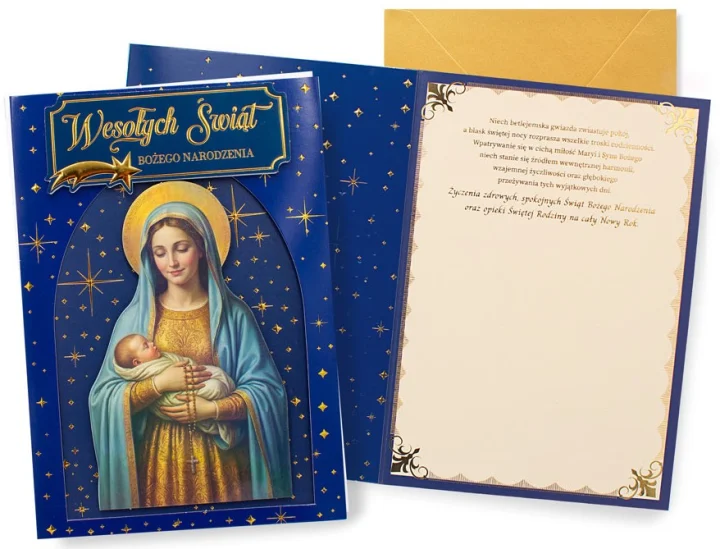 Wesołych Świąt
BOŻEGO NARODZENIA
Niech betlejemska gwiazda zwiastuje pokój,
a blask świętej nocy rozprasza wszelkie troski codzienności.
Wpatrywanie się w cichą miłość Maryi i Syna Bożego
niech stanie się źródłem wewnętrznej harmonii,
wzajemnej życzliwości oraz głębokiego
przeżywania tych wyjątkowych dni.
Życzenia zdrowych, spokojnych Świąt Bożego Narodzenia
oraz opieki Świętej Rodziny na cały Nowy Rok.